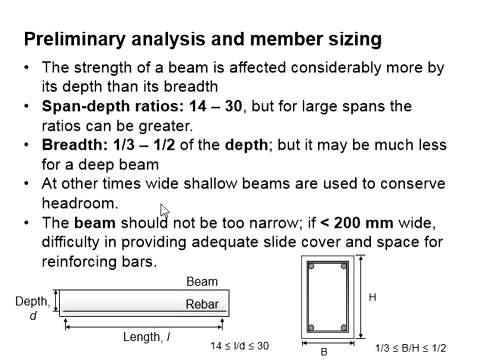 Preliminary analysis and member sizing
• The strength of a beam is affected considerably more by
its depth than its breadth
• Span-depth ratios: 14 – 30, but for large spans the
ratios can be greater.
• Breadth: 1/3 – 1/2 of the depth; but it may be much less
for a deep beam
• At other times wide shallow beams are used to conserve
headroom.
• The beam should not be too narrow; if < 200 mm wide,
difficulty in providing adequate slide cover and space for
reinforcing bars.
Beam
Depth,
d
Rebar
Length, l
14 ≤ l/d ≤ 30
H
B
1/3 ≤ B/H ≤ 1/2